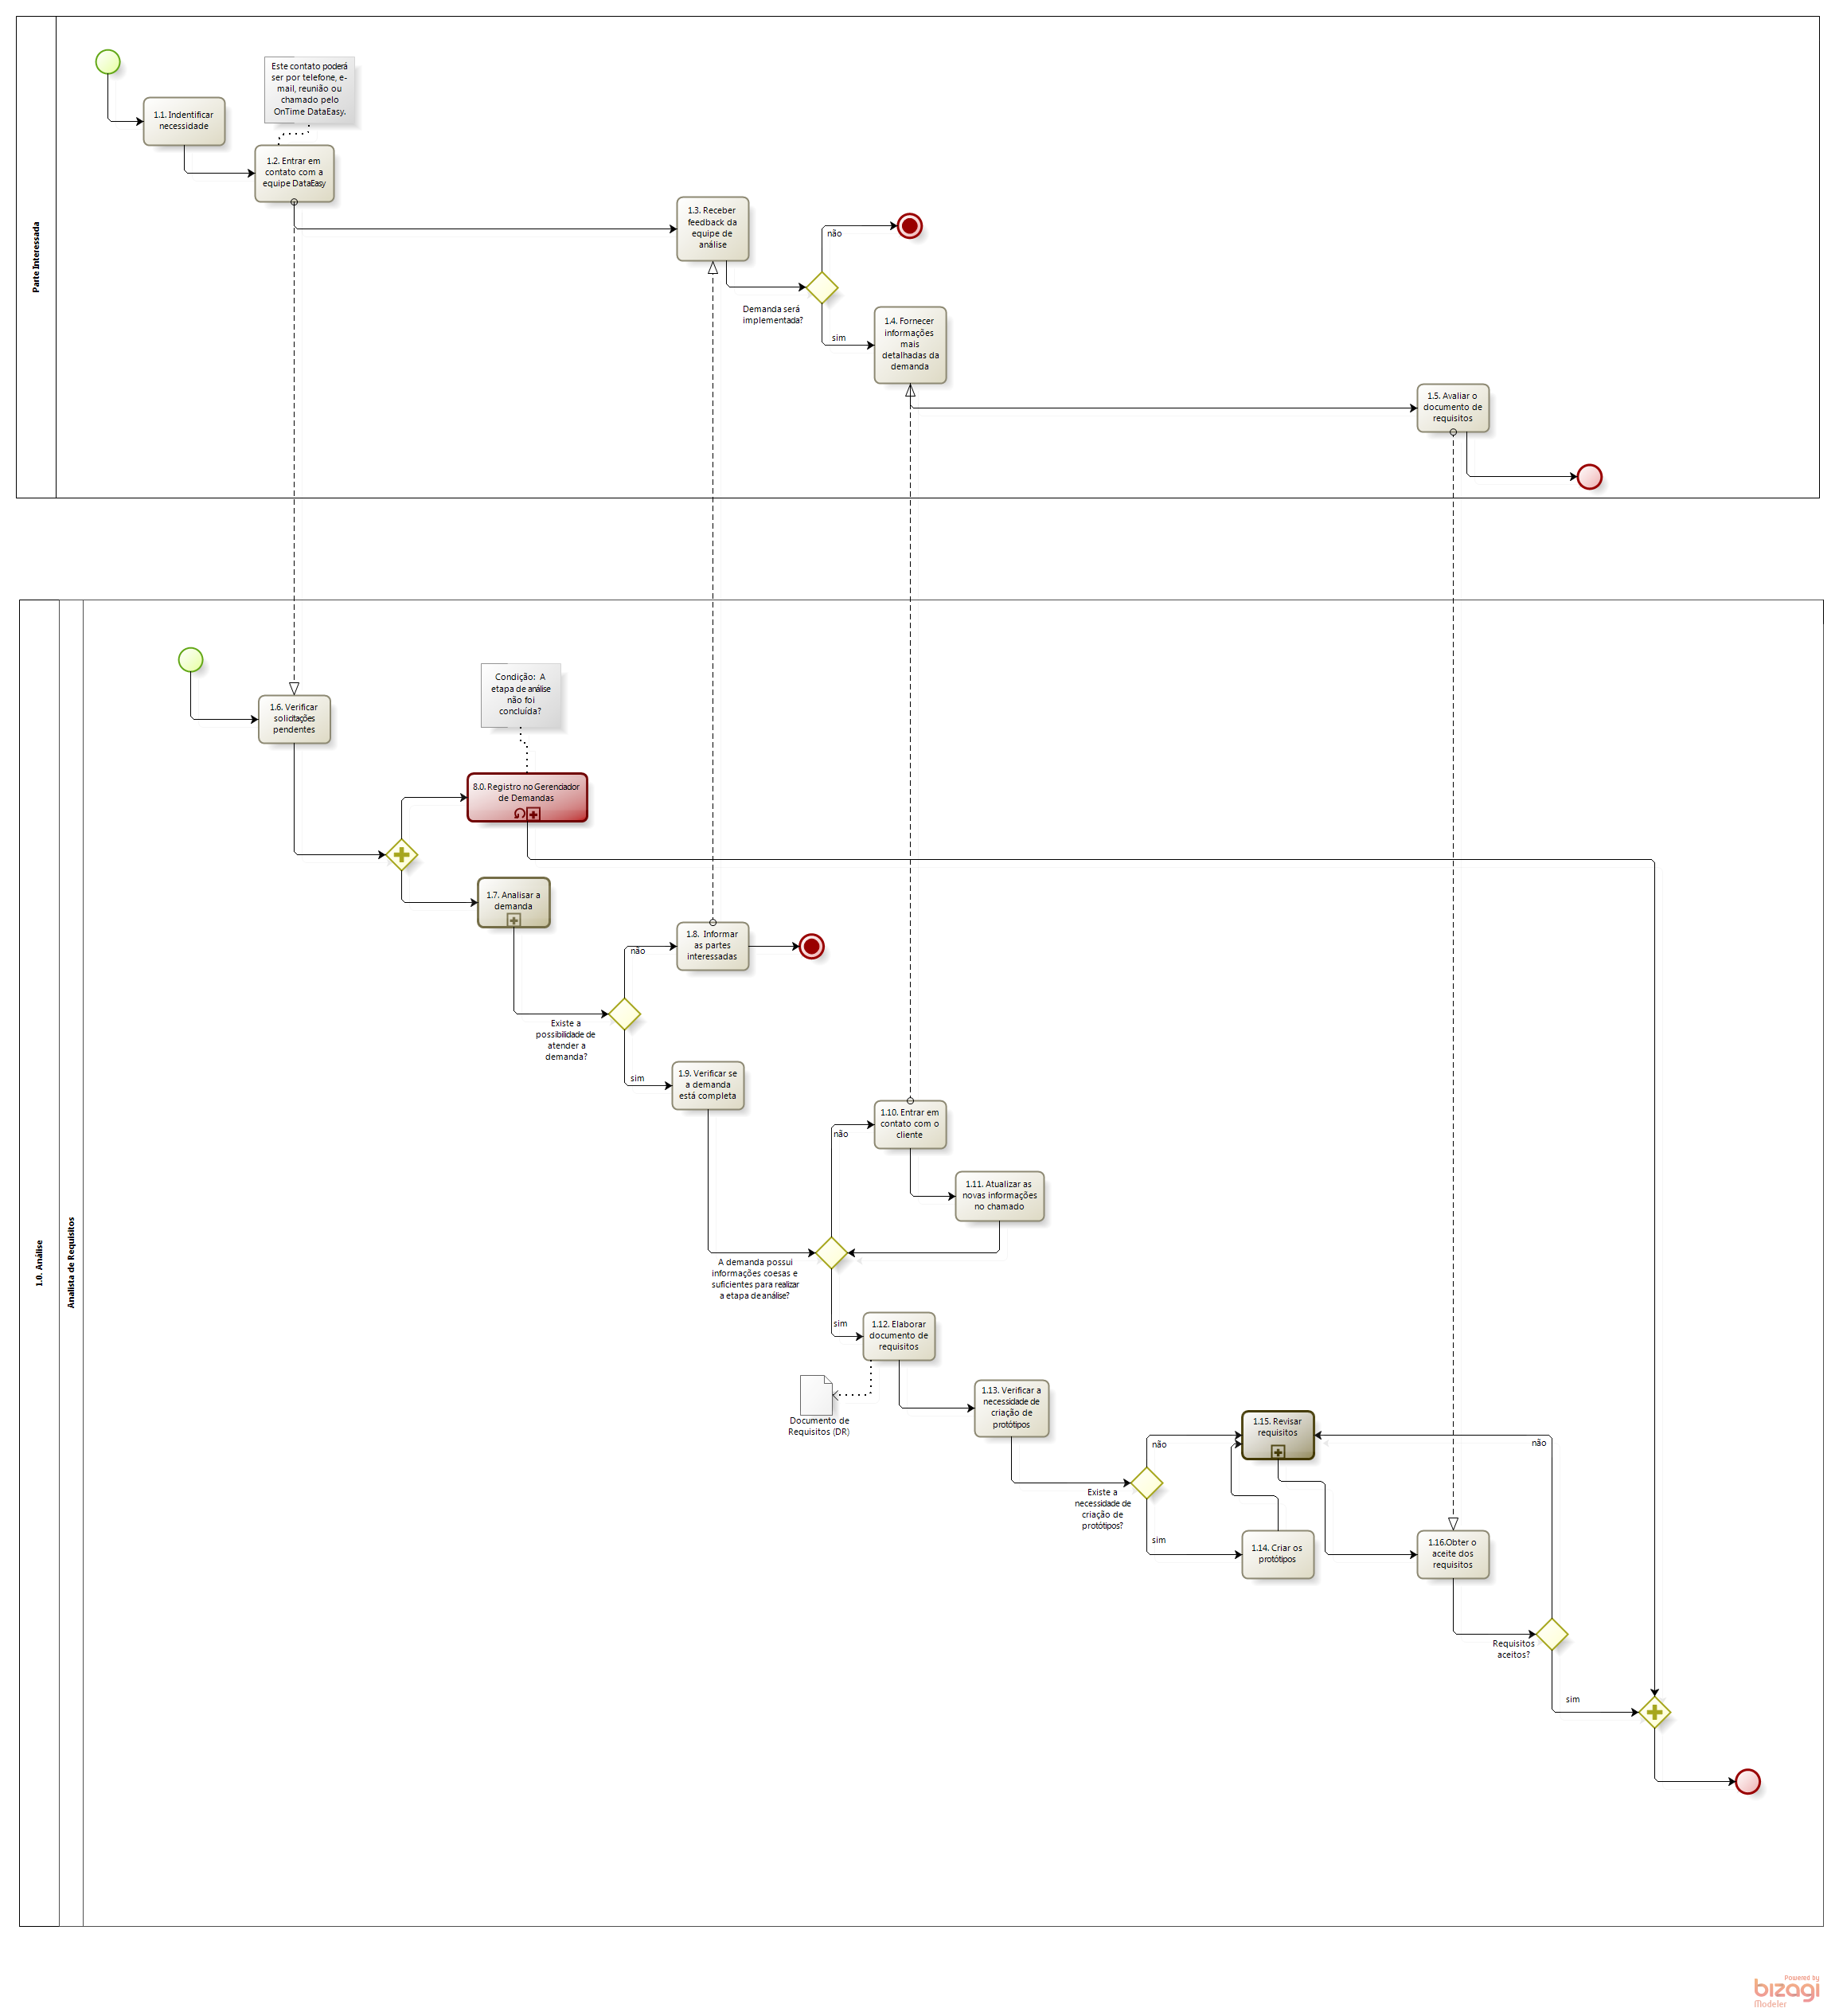 Parte Interessada
Este contato poderá
ser por telefone, e-
mail, reunião ou
chamado pelo
OnTime DataEasy.
1.1. Indentificar
necessidade
1.2. Entrar em
contato com a
equipe DataEasy
1.3. Receber
feedback da
equipe de
análise
não
Demanda será
implementada?
sim
1.4. Fornecer
informações
mais
detalhadas da
demanda
1.5. Avaliar o
documento de
requisitos
1.0. Análise
Analista de Requisitos
1.6. Verificar
solicitações
pendentes
Condição: A
etapa de análise
não foi
concluída?
8.0. Registro no Gerenciador
de Demandas
1.7. Analisar a
demanda
1.8. Informar
as partes
interessadas
não
Existe a
possibilidade de
atender a
demanda?
sim
1.9. Verificar se
a demanda
está completa
1.10. Entrar em
contato com o
cliente
não
1.11. Atualizar as
novas informações
no chamado
A demanda possui
informações coesas e
suficientes para realizar
a etapa de análise?
sim
1.12. Elaborar
documento de
requisitos
Documento de
Requisitos (DR)
1.13. Verificar a
necessidade de
criação de
protótipos
não
Existe a
necessidade de
criação de
protótipos?
sim
1.15. Revisar
requisitos
não
1.14. Criar os
protótipos
1.16.Obter o
aceite dos
requisitos
Requisitos
aceitos?
sim
Powered by
bizagi
Modeler